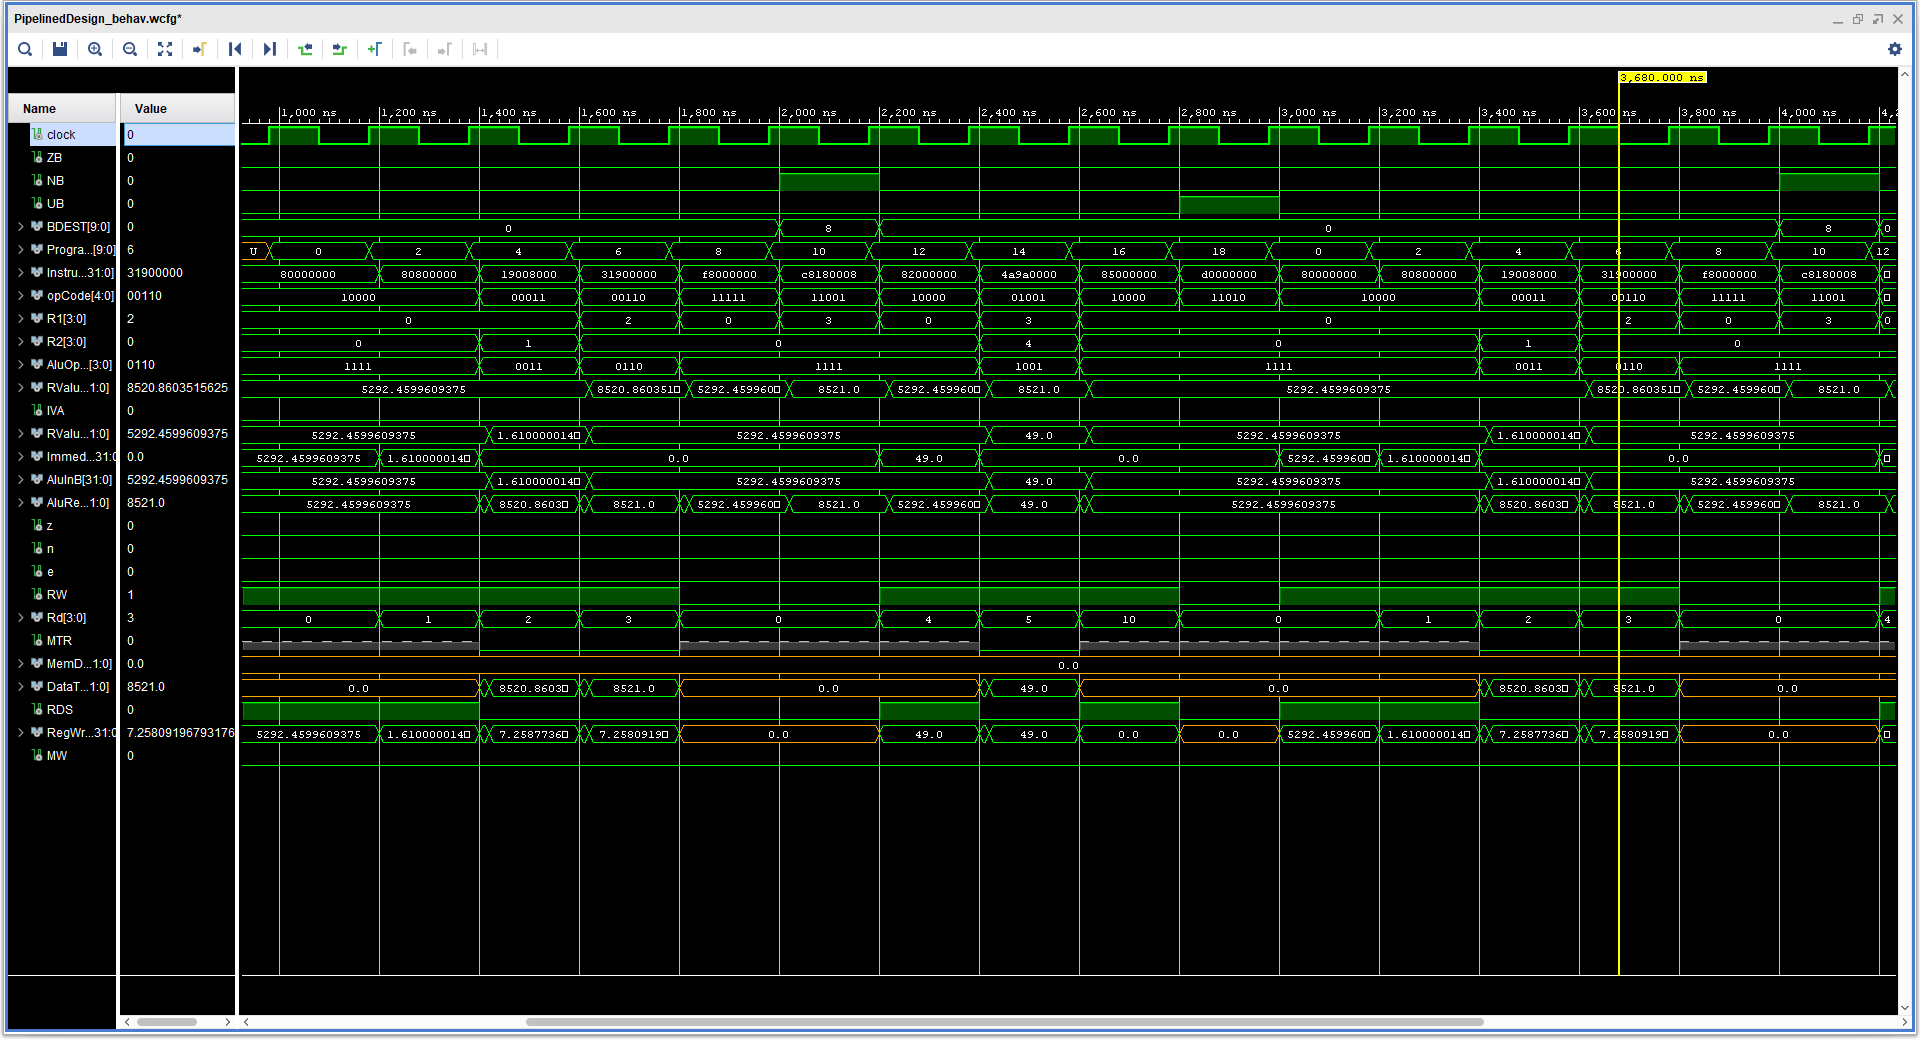 PipelinedDesign_behav.wcfg*
3,680.000 ns
Name Value
1,000 ns 1,200 ns 1,400 ns 1,600 ns 1,800 ns 2,000 ns 2,200 ns 2,400 ns 2,600 ns 2,800 ns 3,000 ns 3,200 ns 3,400 ns 3,600 ns 3,800 ns 4,000 ns 4,2
clock 0
ZB 0
NB 0
UB 0
BDEST[9:0] 0 0 8 0 8 0
Progra...[9:0] 6 U 0 2 4 6 8 10 12 14 16 18 0 2 4 6 8 10 12
Instru...31:0] 31900000 80000000 80800000 19008000 31900000 f8000000 c8180008 82000000 4a9a0000 85000000 d0000000 80000000 80800000 19008000 31900000 f8000000 c8180008
opCode[4:0] 00110 10000 00011 00110 11111 11001 10000 01001 10000 11010 10000 00011 00110 11111 11001
R1[3:0] 2 0 2 0 3 0 3 0 2 0 3 0
R2[3:0] 0 0 1 0 4 0 1 0
AluOp...[3:0] 0110 1111 0011 0110 1111 1001 1111 0011 0110 1111
RValu...1:0] 8520.8603515625 5292.4599609375 8520.860351 5292.459960 8521.0 5292.459960 8521.0 5292.4599609375 8520.860351 5292.459960 8521.0
IVA 0
RValu...1:0] 5292.4599609375 5292.4599609375 1.610000014 5292.4599609375 49.0 5292.4599609375 1.610000014 5292.4599609375
Immed...31:0 0.0 5292.4599609375 1.610000014 0.0 49.0 0.0 5292.459960 1.610000014 0.0
AluInB[31:0] 5292.4599609375 5292.4599609375 1.610000014 5292.4599609375 49.0 5292.4599609375 1.610000014 5292.4599609375
AluRe...1:0] 8521.0 5292.4599609375 8520.8603 8521.0 5292.459960 8521.0 5292.459960 49.0 5292.4599609375 8520.8603 8521.0 5292.459960 8521.0
z 0
n 0
e 0
RW 1
Rd[3:0] 3 0 1 2 3 0 4 5 10 0 1 2 3 0 4
MTR 0
MemD...1:0] 0.0 0.0
DataT...1:0] 8521.0 0.0 8520.8603 8521.0 0.0 49.0 0.0 8520.8603 8521.0 0.0
RDS 0
RegWr...31:0 7.25809196793176 5292.4599609375 1.610000014 7.2587736 7.2580919 0.0 49.0 49.0 0.0 0.0 5292.459960 1.610000014 7.2587736 7.2580919 0.0
MW 0